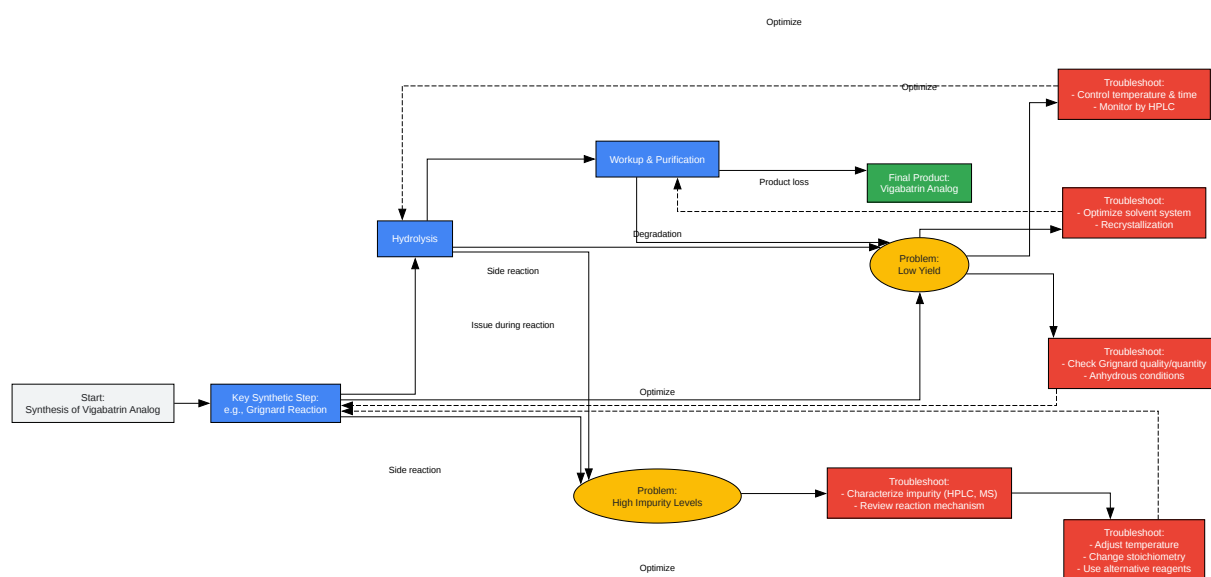 Optimize
Troubleshoot:
- Control temperature & time
- Monitor by HPLC
Optimize
Workup & Purification
Product loss
Final Product:
Vigabatrin Analog
Troubleshoot:
- Optimize solvent system
- Recrystallization
Hydrolysis
Degradation
Side reaction
Problem:
Low Yield
Issue during reaction
Troubleshoot:
- Check Grignard quality/quantity
- Anhydrous conditions
Start:
Synthesis of Vigabatrin Analog
Key Synthetic Step:
e.g., Grignard Reaction
Optimize
Side reaction
Problem:
High Impurity Levels
Troubleshoot:
- Characterize impurity (HPLC, MS)
- Review reaction mechanism
Troubleshoot:
- Adjust temperature
- Change stoichiometry
- Use alternative reagents
Optimize